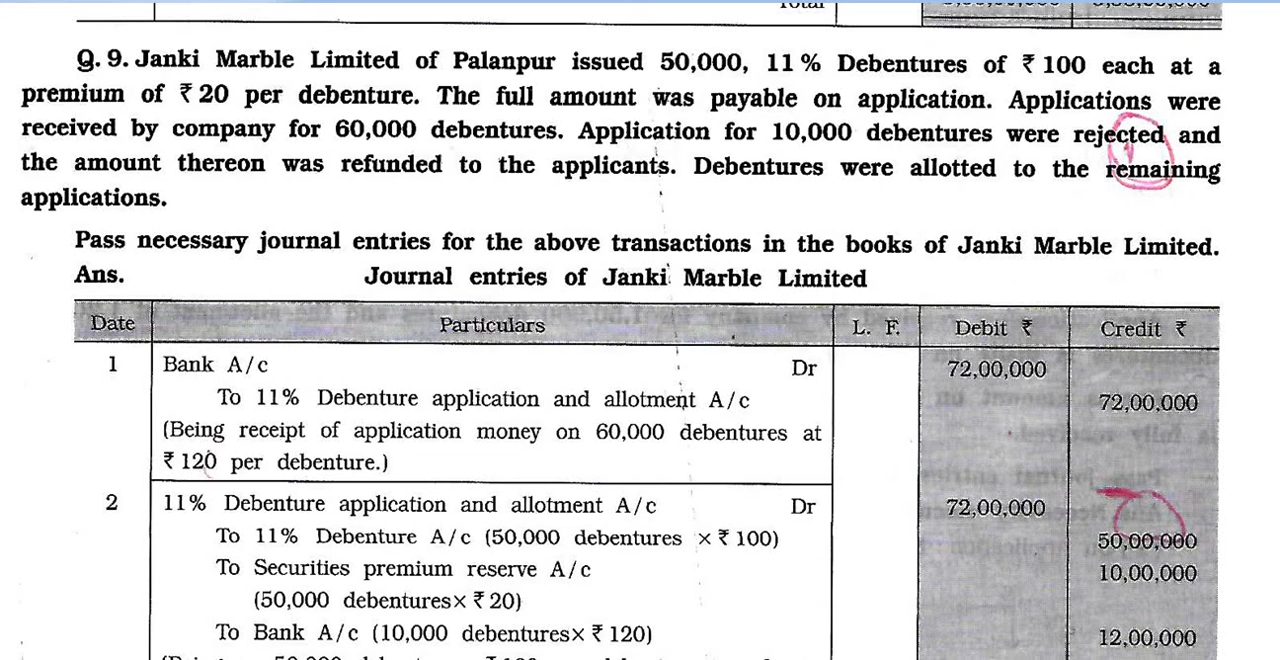 Total
Q. 9. Janki Marble Limited of Palanpur issued 50,000, 11% Debentures of ₹ 100 each at a
premium of ₹ 20 per debenture. The full amount was payable on application. Applications were
received by company for 60,000 debentures. Application for 10,000 debentures were rejected and
the amount thereon was refunded to the applicants. Debentures were allotted to the remaining
applications.
Pass necessary journal entries for the above transactions in the books of Janki Marble Limited.
Ans. Journal entries of Janki Marble Limited
Date Particulars L. F. Debit ₹ Credit ₹
1 Bank A/c Dr 72,00,000
To 11% Debenture application and allotment A/c 72,00,000
(Being receipt of application money on 60,000 debentures at
₹ 120 per debenture.)
2 11% Debenture application and allotment A/c Dr 72,00,000
To 11% Debenture A/c (50,000 debentures × ₹ 100) 50,00,000
To Securities premium reserve A/c 10,00,000
(50,000 debentures× ₹ 20)
To Bank A/c (10,000 debentures× ₹ 120) 12,00,000